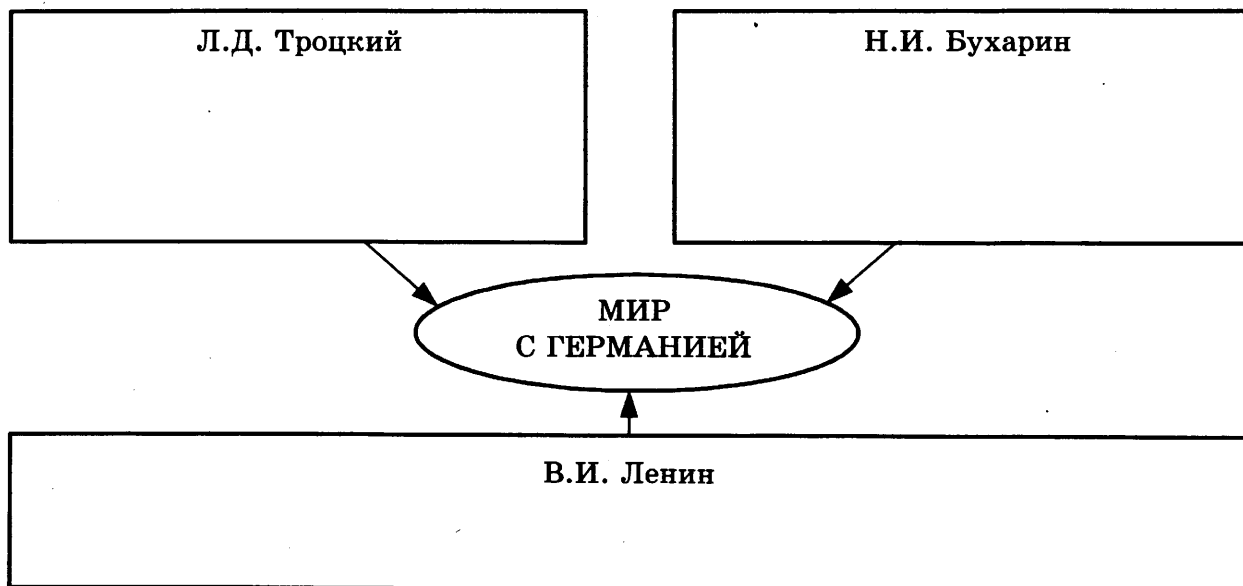 Л.Д. Троцкий
Н.И. Бухарин
МИР
С ГЕРМАНИЕЙ
В.И. Ленин